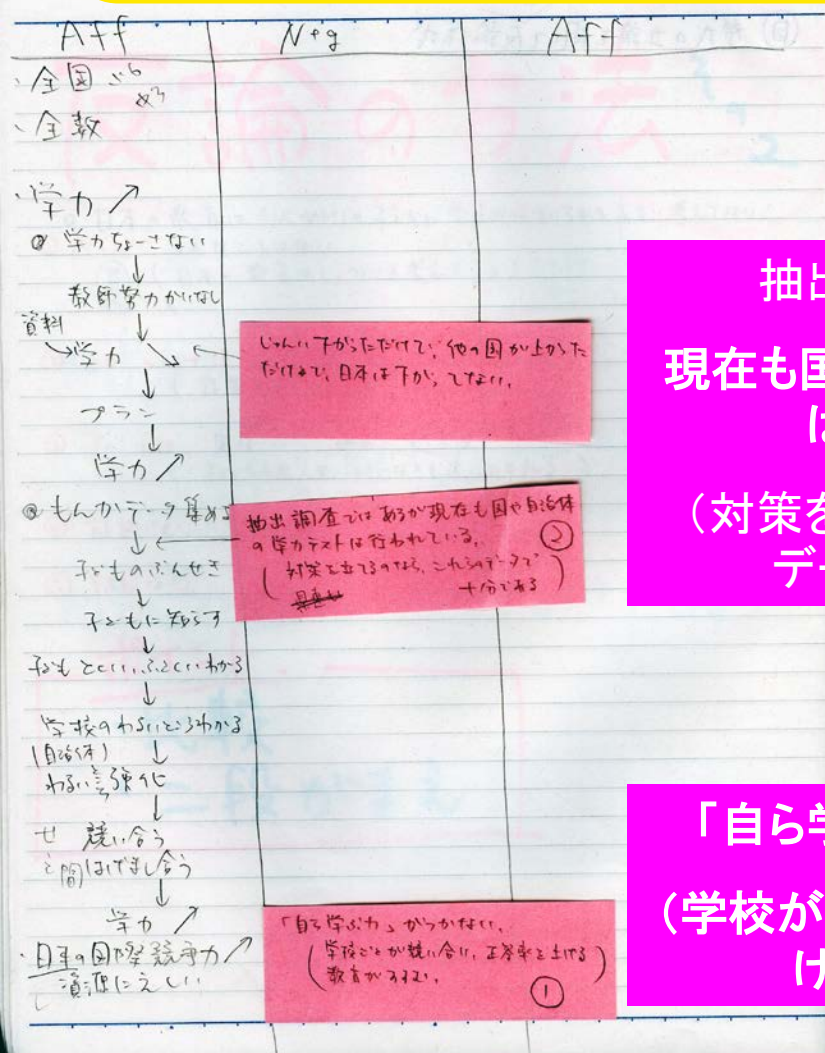 Aff
Neg
Aff
・全国
・全数
・学力↗
学力ちょーさない
↓
教師努力かいなし
資料
↓
→学力↘
↓
プラン
↓
学力↗
もんかデータ集める
↓
子どものぶんせき
↓
子どもに知らす
↓
子どもとくい、ふとくいわかる
↓
学校のわるいところわかる
(自治体)
↓
わるい所強化
↓
競い合う
間はげまし合う
↓
学力↗
・日本の国際競争力↗
資源に乏しい
じゅんい下がっただけで、他の国が上がった
だけで、日本は下がってない。
抽出調査ではあるが現在も国や自治体
の学力テストは行われている。
②
(対策を立てるのなら、これらのデータで
十分である)
「自ら学ぶ力」がつかない。
(学校ごとが競い合い、正答率を上げる
教育がすすむ。)
①
抽出
現在も国
は
(対策を
デー
「自ら学
(学校が
け